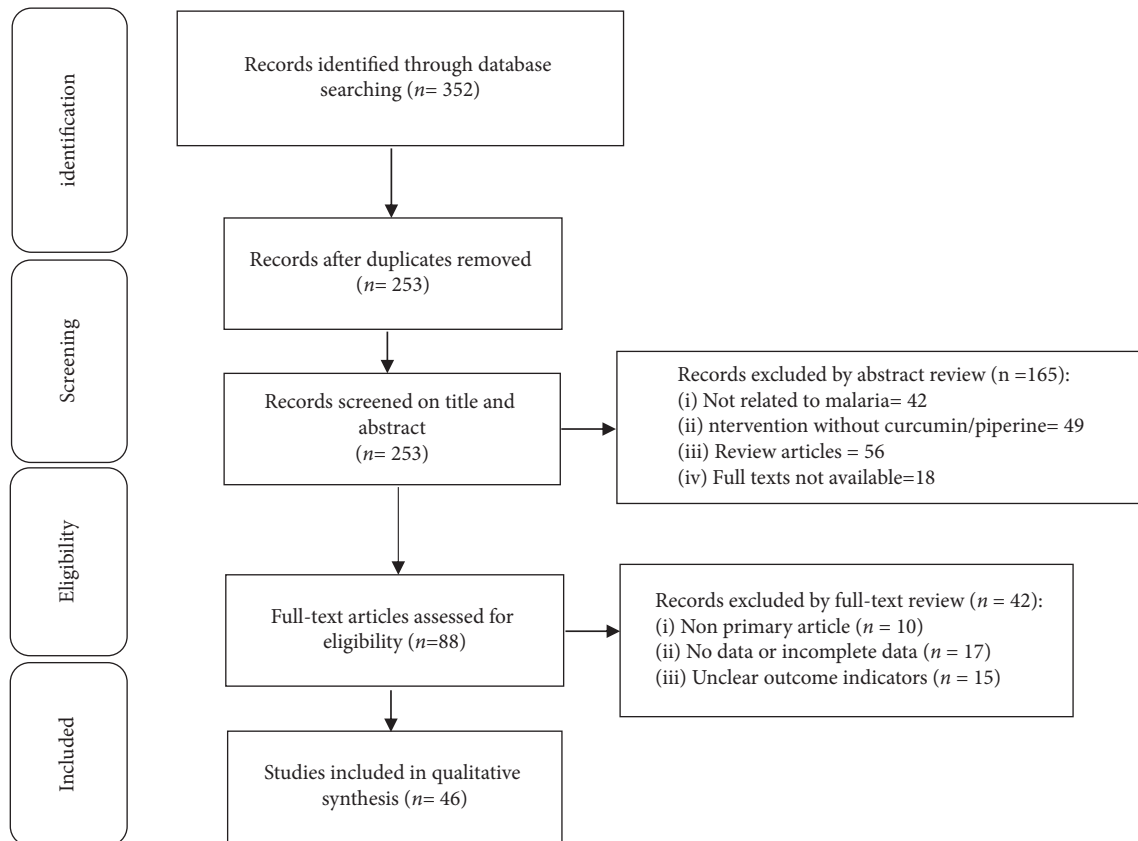 identification
Records identified through database
searching (n= 352)
Records after duplicates removed
(n= 253)
Screening
Records screened on title and
abstract
(n= 253)
Records excluded by abstract review (n =165):
(i) Not related to malaria= 42
(ii) ntervention without curcumin/piperine= 49
(iii) Review articles = 56
(iv) Full texts not available=18
Eligibility
Full-text articles assessed for
eligibility (n=88)
Records excluded by full-text review (n = 42):
(i) Non primary article (n = 10)
(ii) No data or incomplete data (n = 17)
(iii) Unclear outcome indicators (n = 15)
Included
Studies included in qualitative
synthesis (n= 46)